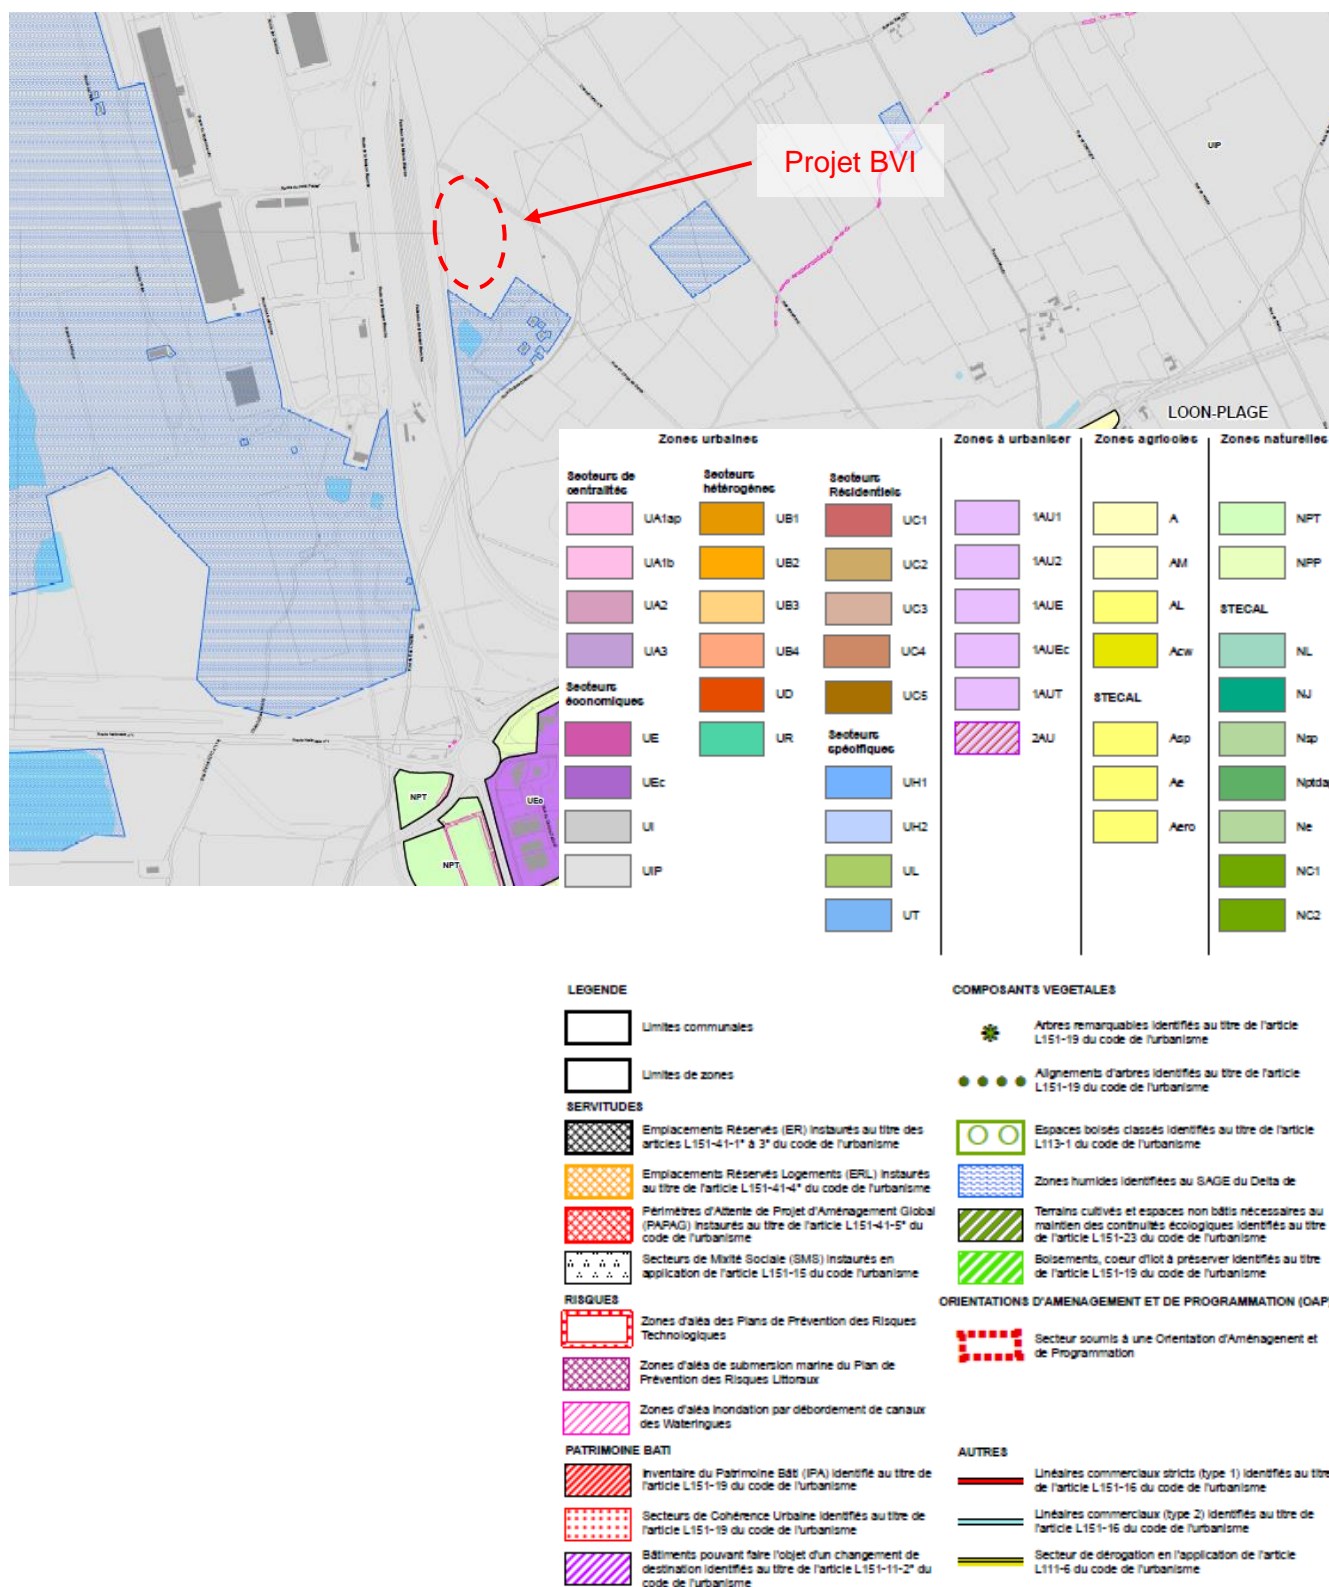 Projet BVI
UIP
LOON-PLAGE
NPT
UEc
NPT
Zones urbaines
Zones à urbaniser
Zones agricoles
Zones naturelles
Secteurs de
centralités
UA1ap
UA1b
UA2
UA3
Secteurs
économiques
UE
UEc
UI
UIP
Secteurs
hétérogènes
UB1
UB2
UB3
UB4
UD
UR
Secteurs
Résidentiels
UC1
UC2
UC3
UC4
UC5
Secteurs
spécifiques
UH1
UH2
UL
UT
1AU1
1AU2
1AUE
1AUEc
1AUT
2AU
A
AM
AL
Acw
STECAL
Asp
Ae
Aero
NPT
NPP
STECAL
NL
NJ
Nsp
Nptda
Ne
NC1
NC2
LEGENDE
Limites communales
Limites de zones
SERVITUDES
Emplacements Réservés (ER) instaurés au titre des
articles L151-41-1° à 3° du code de l'urbanisme
Emplacements Réservés Logements (ERL) instaurés
au titre de l'article L151-41-4° du code de l'urbanisme
Périmètres d'Attente de Projet d'Aménagement Global
(PAPAG) instaurés au titre de l'article L151-41-5° du
code de l'urbanisme
Secteurs de Mixité Sociale (SMS) instaurés en
application de l'article L151-15 du code de l'urbanisme
RISQUES
Zones d'aléa des Plans de Prévention des Risques
Technologiques
Zones d'aléa de submersion marine du Plan de
Prévention des Risques Littoraux
Zones d'aléa inondation par débordement de canaux
des Wateringues
PATRIMOINE BATI
Inventaire du Patrimoine Bâti (IPA) identifié au titre de
l'article L151-19 du code de l'urbanisme
Secteurs de Cohérence Urbaine identifiés au titre de
l'article L151-19 du code de l'urbanisme
Bâtiments pouvant faire l'objet d'un changement de
destination identifiés au titre de l'article L151-11-2° du
code de l'urbanisme
COMPOSANTS VEGETALES
Arbres remarquables identifiés au titre de l'article
L151-19 du code de l'urbanisme
Alignements d'arbres identifiés au titre de l'article
L151-19 du code de l'urbanisme
Espaces boisés classés identifiés au titre de l'article
L113-1 du code de l'urbanisme
Zones humides identifiées au SAGE du Delta de
Terrains cultivés et espaces non bâtis nécessaires au
maintien des continuités écologiques identifiés au titre
de l'article L151-23 du code de l'urbanisme
Boisements, coeur d'îlot à préserver identifiés au titre
de l'article L151-19 du code de l'urbanisme
ORIENTATIONS D'AMENAGEMENT ET DE PROGRAMMATION (OAP)
Secteur soumis à une Orientation d'Aménagenent et
de Programmation
AUTRES
Linéaires commerciaux stricts (type 1) identifiés au titre
de l'article L151-16 du code de l'urbanisme
Linéaires commerciaux (type 2) identifiés au titre de
l'article L151-16 du code de l'urbanisme
Secteur de dérogation en l'application de l'article
L111-6 du code de l'urbanisme